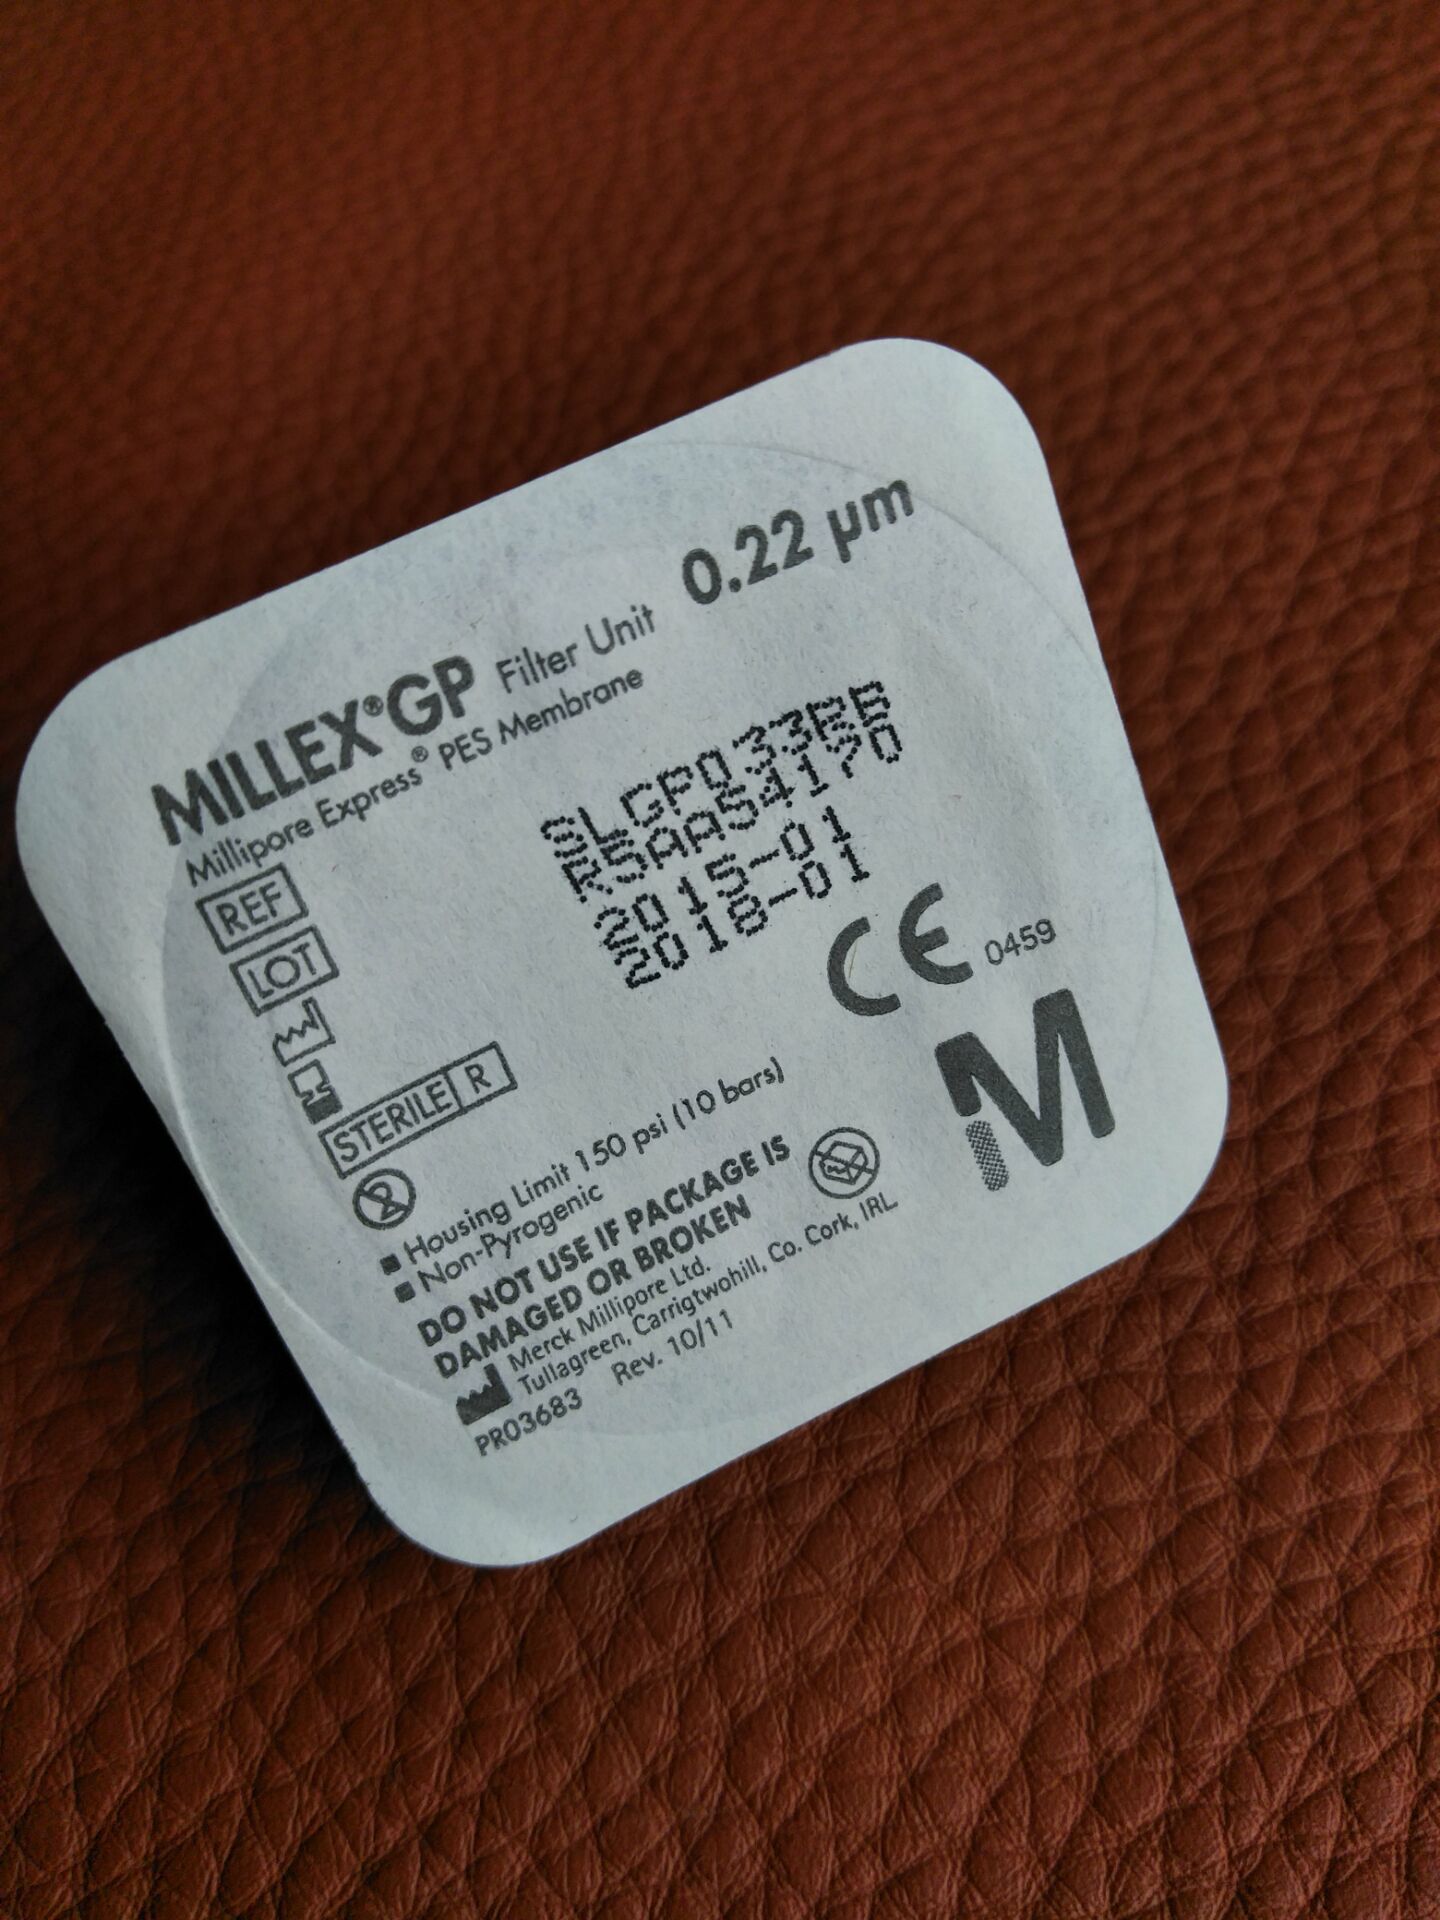 MILLEX®GP Filter Unit 0.22 µm
Millipore Express® PES Membrane
REF SLGP033RB
LOT R5AA54170
2015-01
2018-01
CE 0459
STERILE R
2
M
Housing Limit 150 psi (10 bars)
Non-Pyrogenic
DO NOT USE IF PACKAGE IS
DAMAGED OR BROKEN
Merck Millipore Ltd.
Tullagreen, Carrigtwohill, Co. Cork, IRL
PR03683 Rev. 10/11